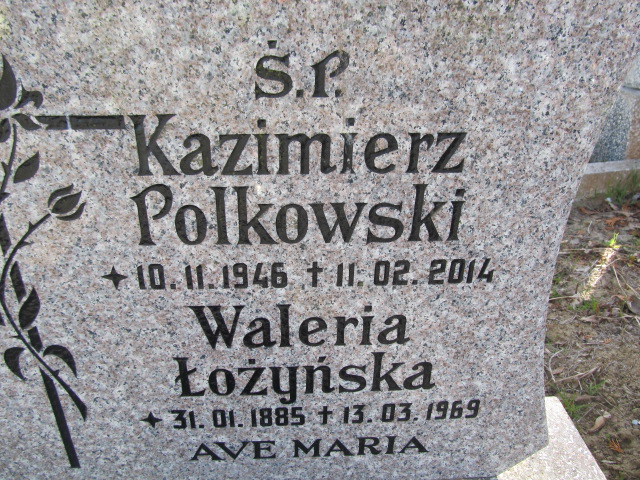 Ś.P.
Kazimierz
Polkowski
✦ 10.11.1946 † 11.02.2014
Waleria
Łożyńska
✦ 31.01.1885 † 13.03.1969
AVE MARIA